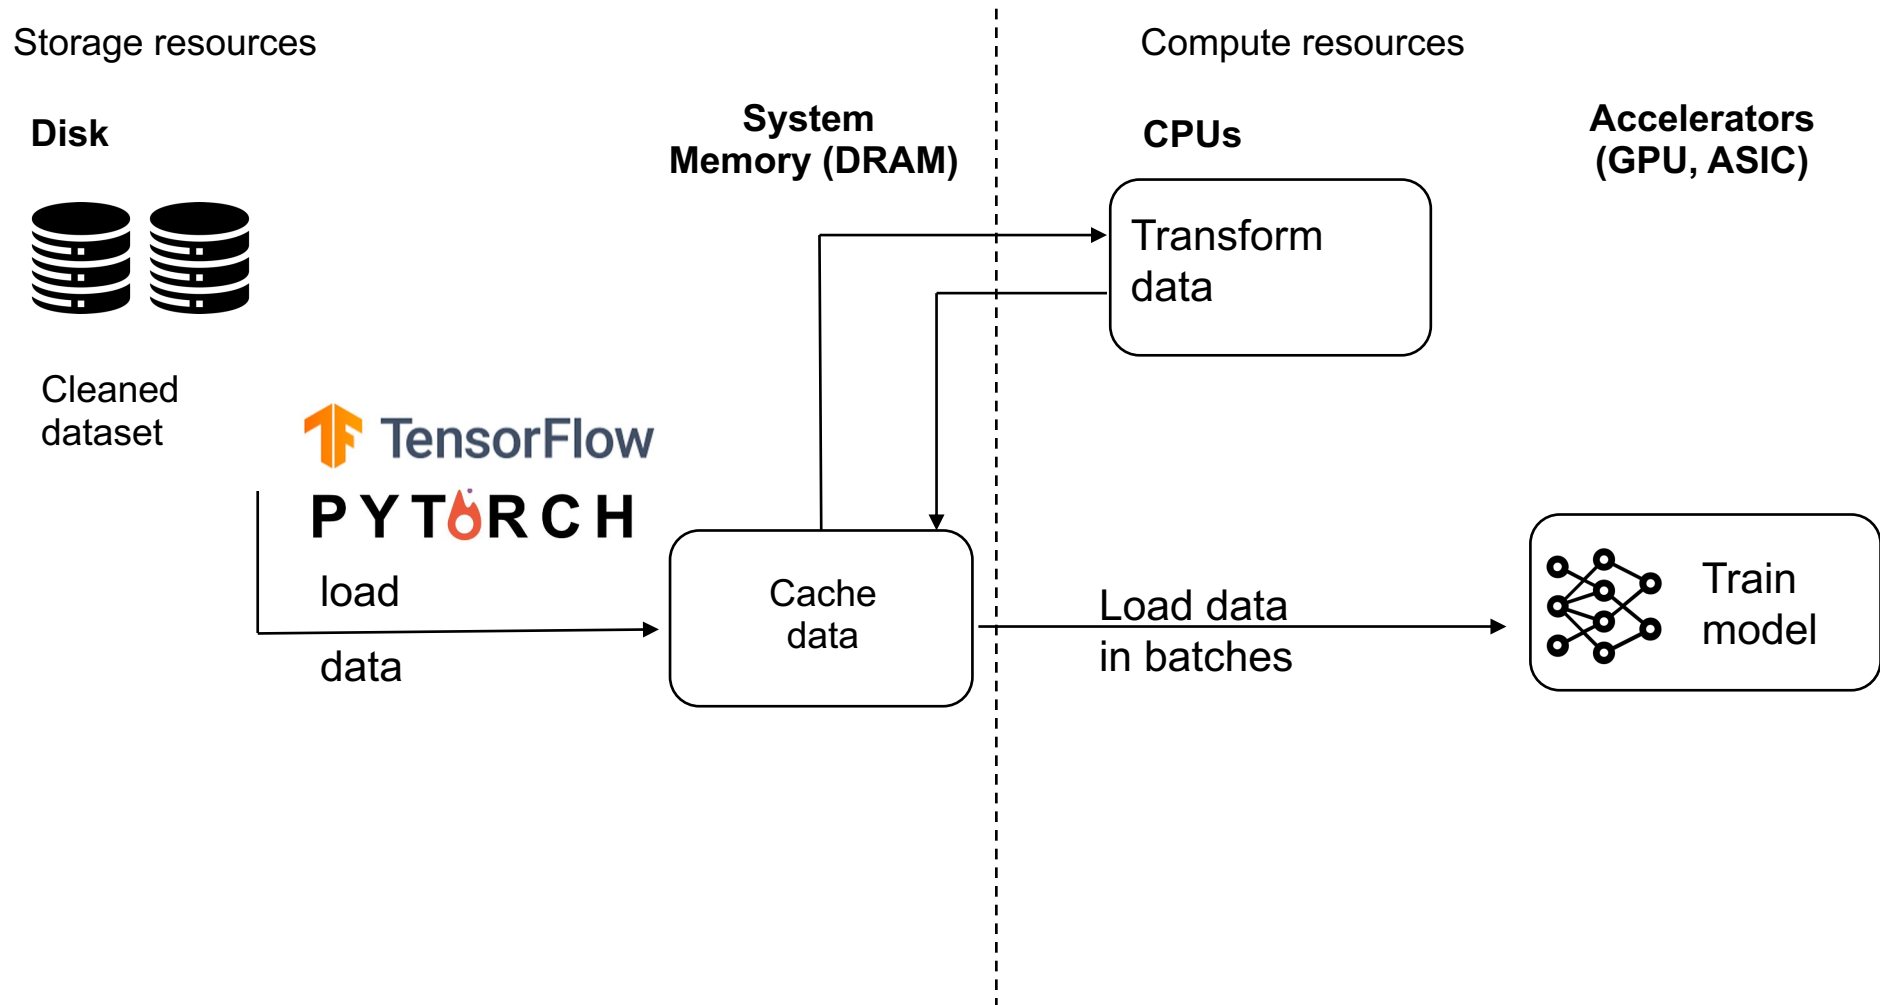 Storage resources
Compute resources
Disk
System
Memory (DRAM)
CPUs
Accelerators
(GPU, ASIC)
Transform
data
Cleaned
dataset
TensorFlow
PYTORCH
load
data
Cache
data
Load data
in batches
Train
model